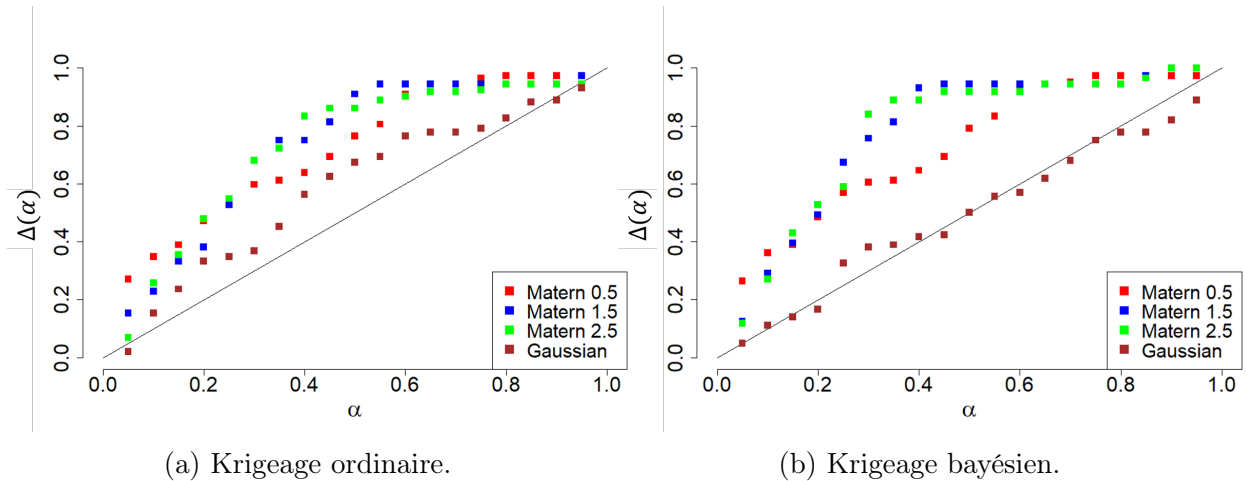 Δ(α)
1.0
0.8
0.6
0.4
0.2
0.0
0.0 0.2 0.4 0.6 0.8 1.0
α
Matern 0.5
Matern 1.5
Matern 2.5
Gaussian
(a) Krigeage ordinaire.
Δ(α)
1.0
0.8
0.6
0.4
0.2
0.0
0.0 0.2 0.4 0.6 0.8 1.0
α
Matern 0.5
Matern 1.5
Matern 2.5
Gaussian
(b) Krigeage bayésien.